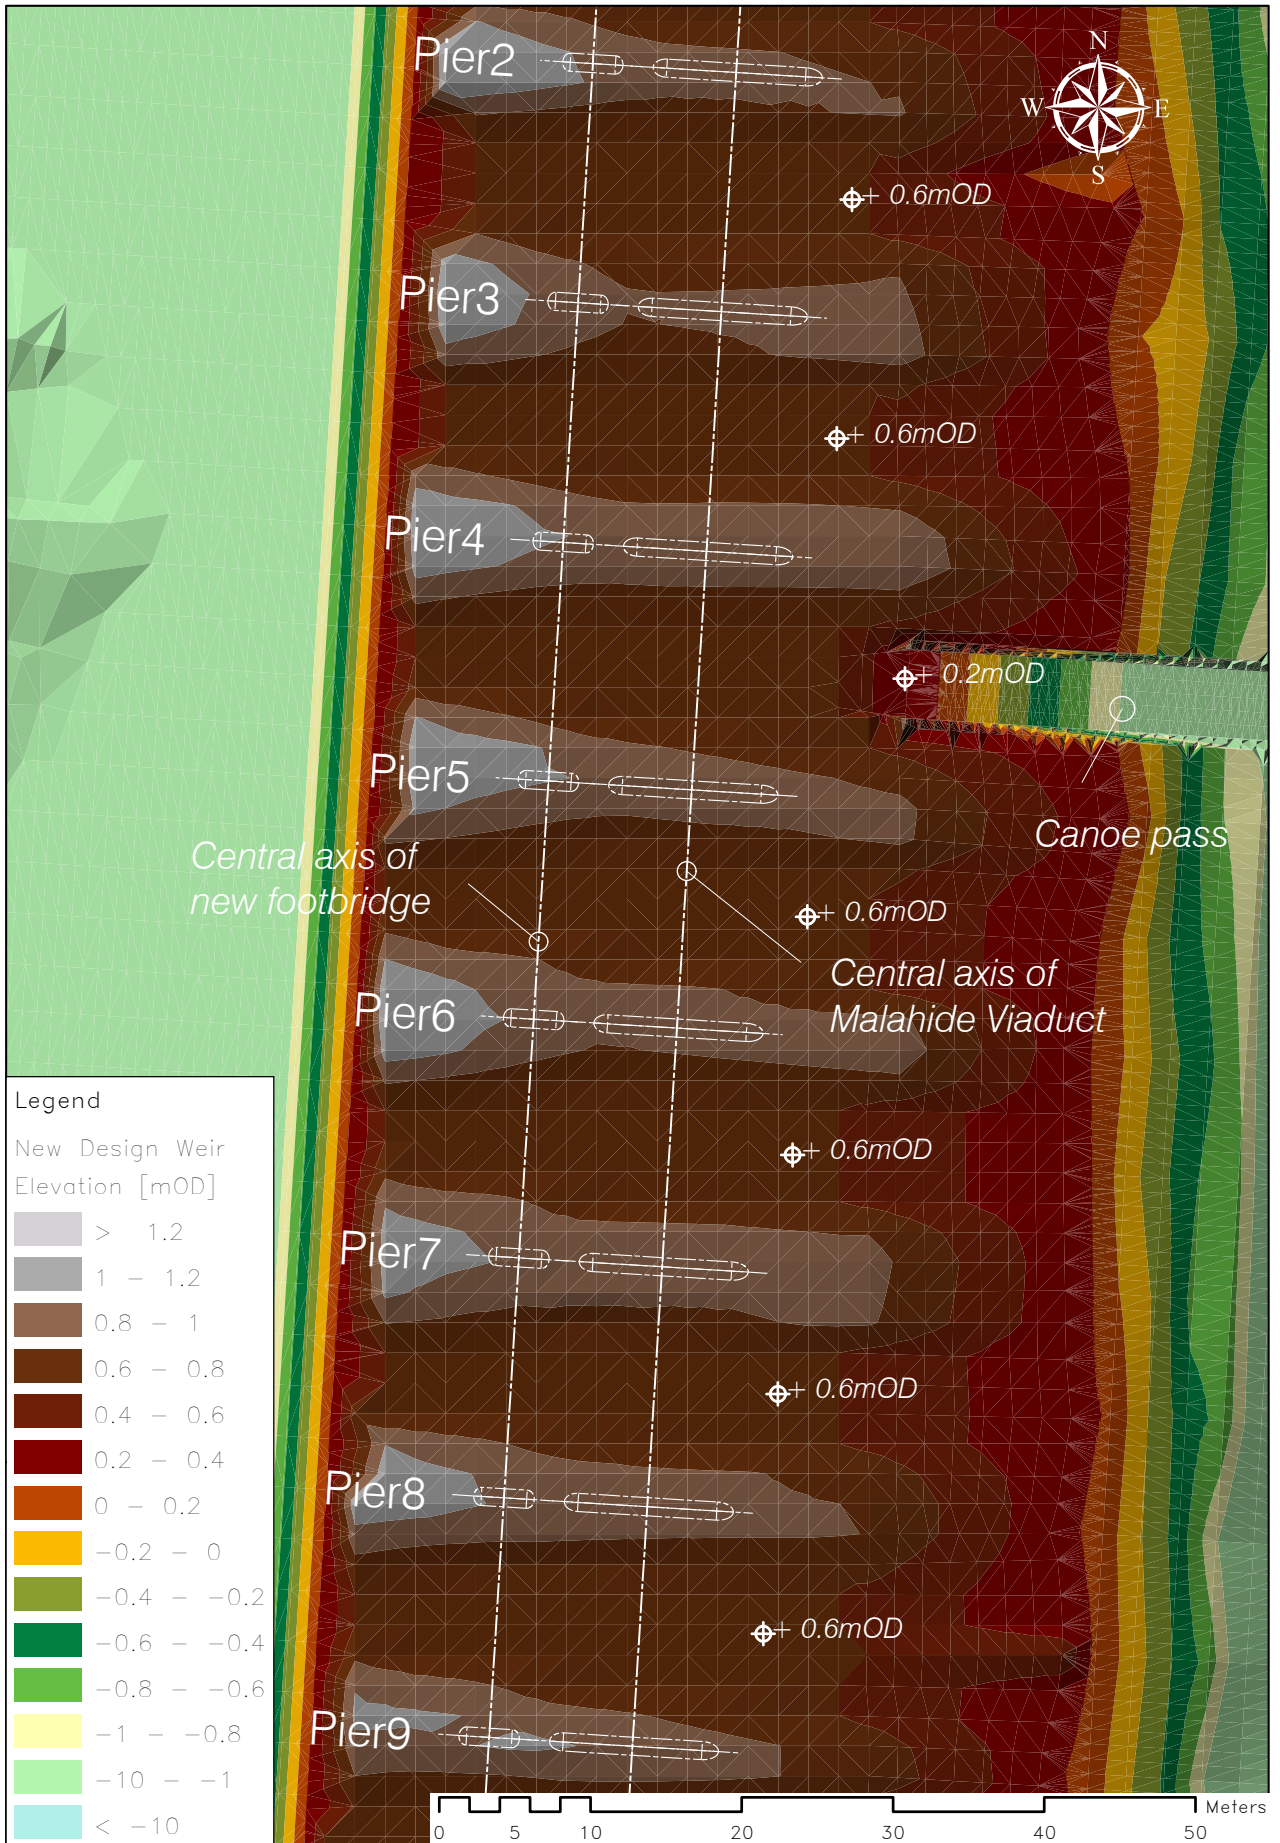 Pier2
N
W
E
S
+ 0.6mOD
Pier3
+ 0.6mOD
Pier4
+ 0.2mOD
Pier5
Canoe pass
Central axis of
new footbridge
+ 0.6mOD
Central axis of
Malahide Viaduct
Pier6
Legend
New Design Weir
Elevation [mOD]
> 1.2
1 - 1.2
0.8 - 1
0.6 - 0.8
0.4 - 0.6
0.2 - 0.4
0 - 0.2
-0.2 - 0
-0.4 - -0.2
-0.6 - -0.4
-0.8 - -0.6
-1 - -0.8
-10 - -1
< -10
+ 0.6mOD
Pier7
+ 0.6mOD
Pier8
+ 0.6mOD
Pier9
Meters
0 5 10 20 30 40 50